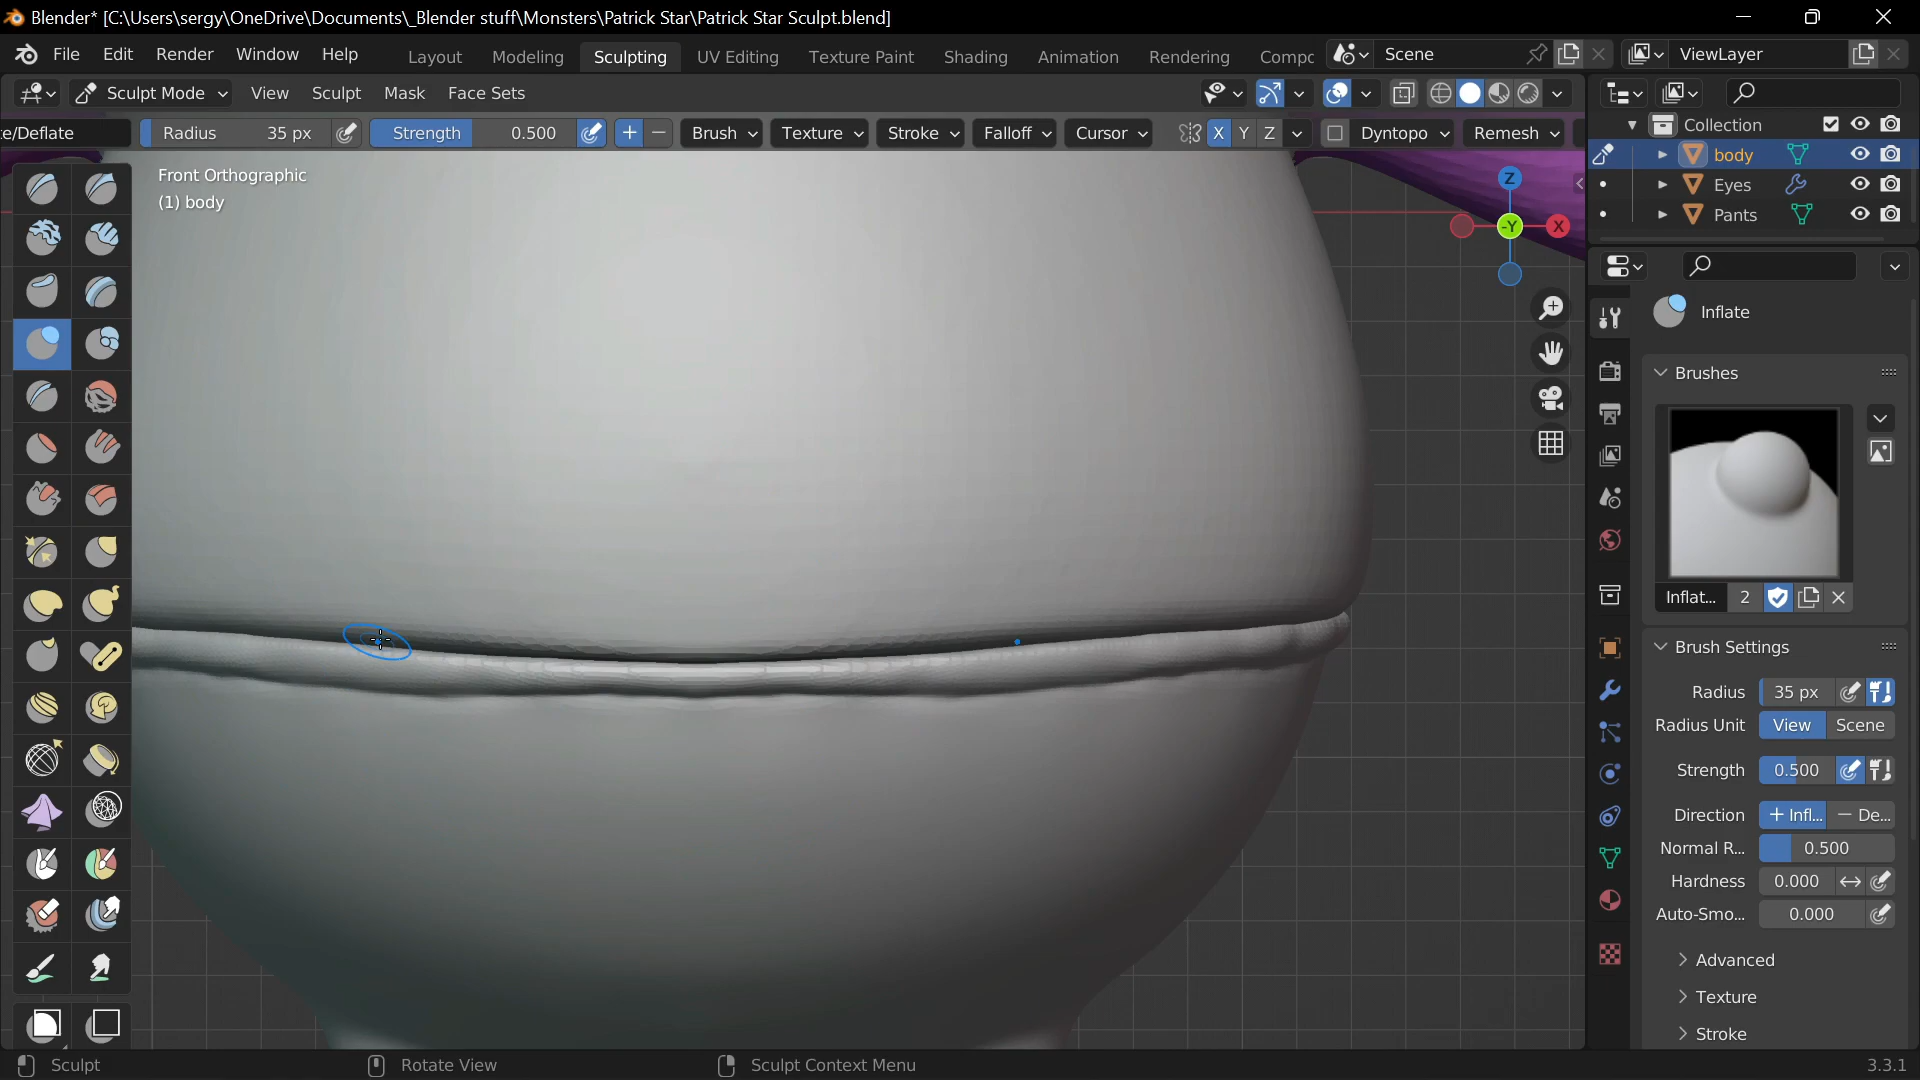 Blender* [C:\Users\sergy\OneDrive\Documents\_Blender stuff\Monsters\Patrick Star\Patrick Star Sculpt.blend]
File Edit Render Window Help Layout Modeling Sculpting UV Editing Texture Paint Shading Animation Rendering Compc Scene ViewLayer
Sculpt Mode View Sculpt Mask Face Sets
Collection
e/Deflate Radius 35 px Strength 0.500 Brush Texture Stroke Falloff Cursor X Y Z Dyntopo Remesh
body
Eyes
Pants
Front Orthographic
(1) body
Z
-Y X
Inflate
Brushes
Inflat... 2
Brush Settings
Radius 35 px
Radius Unit View Scene
Strength 0.500
Direction + Infl... − De...
Normal R... 0.500
Hardness 0.000
Auto-Smo... 0.000
Advanced
Texture
Stroke
Sculpt Rotate View Sculpt Context Menu 3.3.1